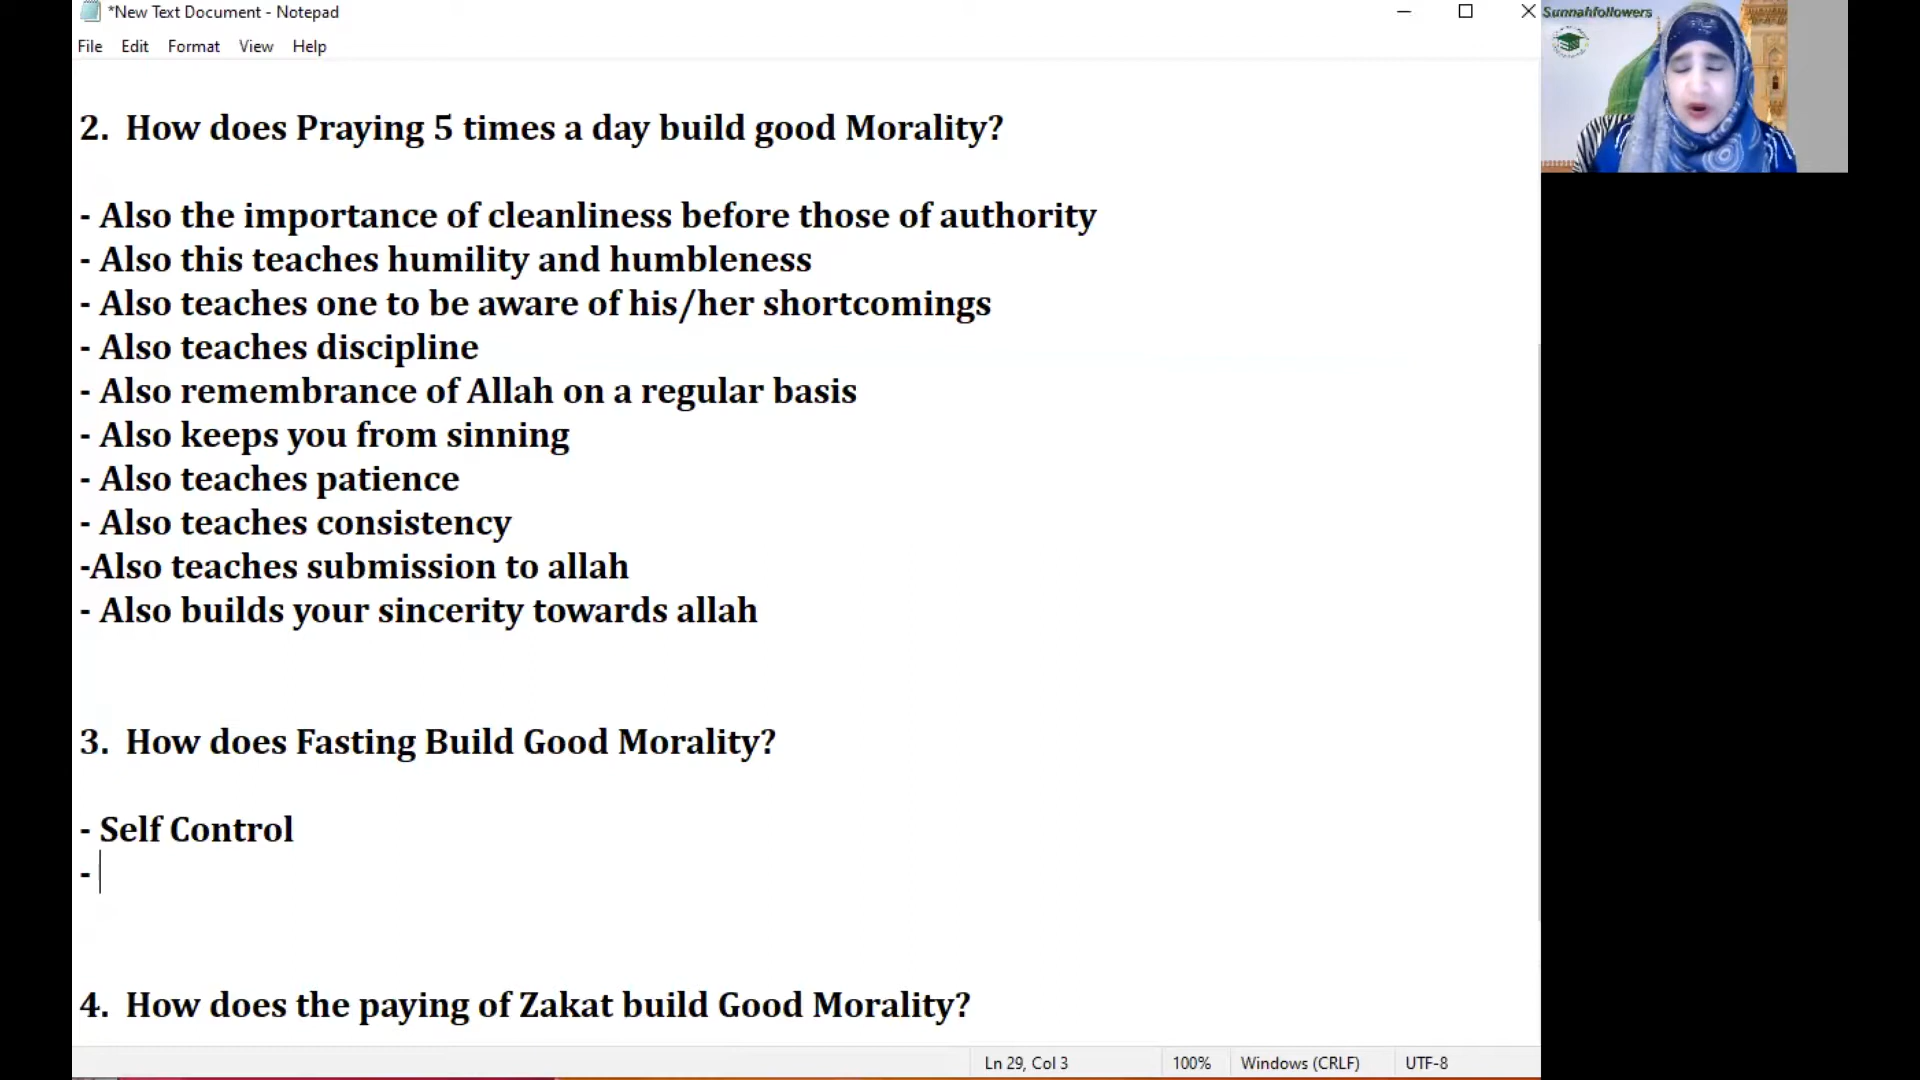 *New Text Document - Notepad
File Edit Format View Help
Sunnahfollowers
2. How does Praying 5 times a day build good Morality?
- Also the importance of cleanliness before those of authority
- Also this teaches humility and humbleness
- Also teaches one to be aware of his/her shortcomings
- Also teaches discipline
- Also remembrance of Allah on a regular basis
- Also keeps you from sinning
- Also teaches patience
- Also teaches consistency
-Also teaches submission to allah
- Also builds your sincerity towards allah
3. How does Fasting Build Good Morality?
- Self Control
-
4. How does the paying of Zakat build Good Morality?
Ln 29, Col 3 100% Windows (CRLF) UTF-8